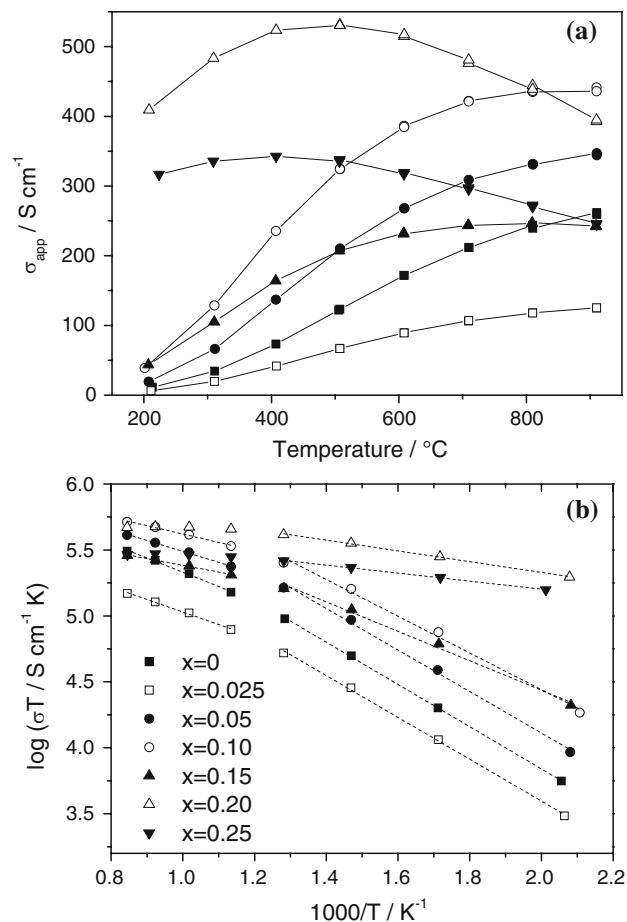 (a)
500
400
300
200
100
0
σapp / S cm⁻¹
200 400 600 800
Temperature / °C
(b)
6.0
5.5
5.0
4.5
4.0
3.5
log (σT / S cm⁻¹ K)
x=0
x=0.025
x=0.05
x=0.10
x=0.15
x=0.20
x=0.25
0.8 1.0 1.2 1.4 1.6 1.8 2.0 2.2
1000/T / K⁻¹